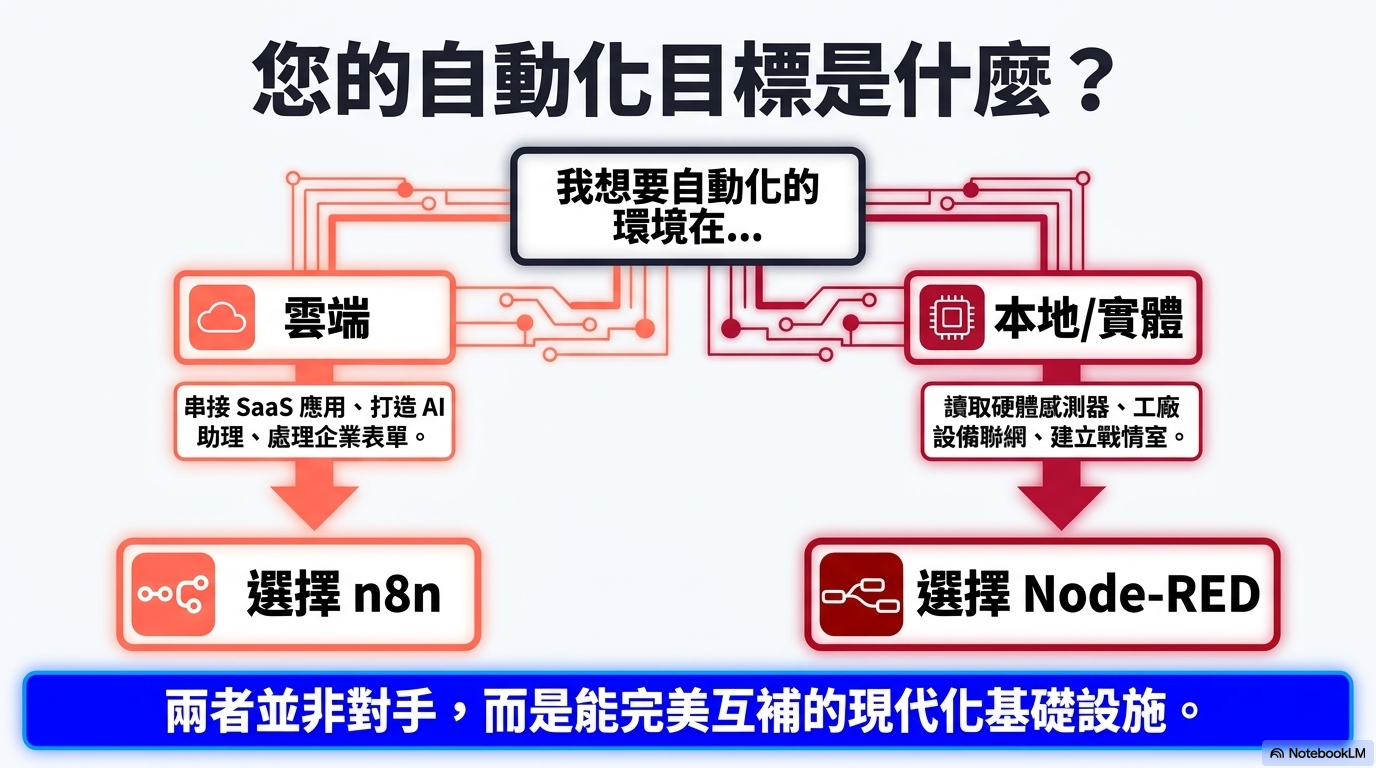 您的自動化目標是什麼？
我想要自動化的
環境在...
雲端
本地/實體
串接 SaaS 應用、打造 AI
助理、處理企業表單。
讀取硬體感測器、工廠
設備聯網、建立戰情室。
選擇 n8n
選擇 Node-RED
兩者並非對手，而是能完美互補的現代化基礎設施。
NotebookLM